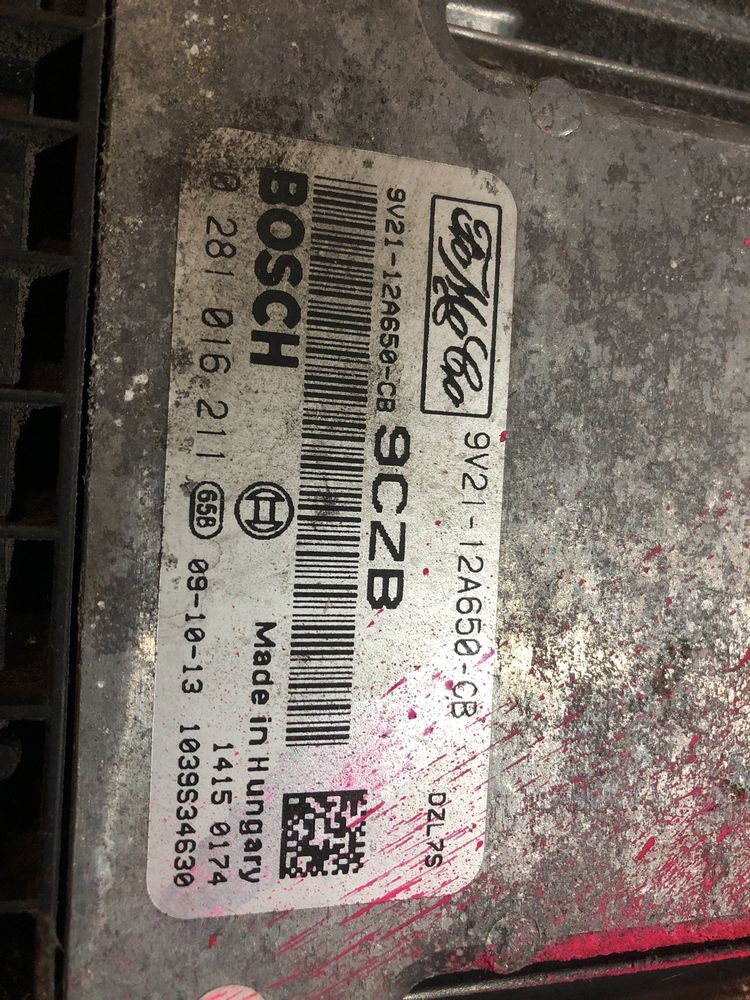 FoMoCo
9V21-12A650-CB
DZL7S
9V21-12A650-CB
9CZB
BOSCH
Made in Hungary
1415 0174
0 281 016 211
658
09-10-13
1039S34630